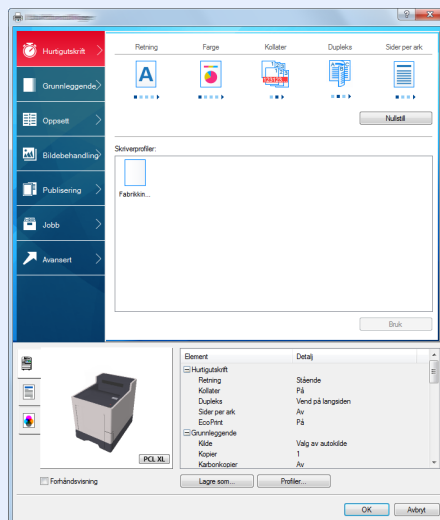 Hurtigutskrift
Grunnleggende
Oppsett
Bildebehandling
Publisering
Jobb
Avansert
Retning Farge Kollater Dupleks Sider per ark
A
Nullstill
Skriverprofiler:
Fabrikkin...
Bruk
Element Detalj
Hurtigutskrift
Retning Stående
Kollater På
Dupleks Vend på langsiden
Sider per ark Av
EcoPrint På
Grunnleggende
Kilde Valg av autokilde
Kopier 1
Karbonkopier Av
PCL XL
Forhåndsvisning
Lagre som... Profiler...
OK Avbryt